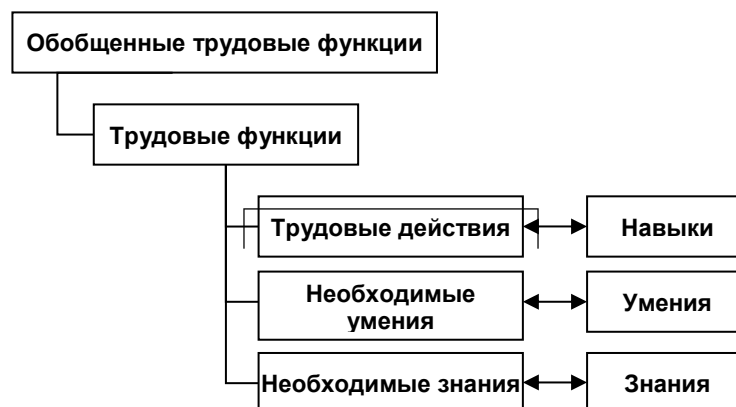 Обобщенные трудовые функции
Трудовые функции
Трудовые действия
Навыки
Необходимые
умения
Умения
Необходимые знания
Знания